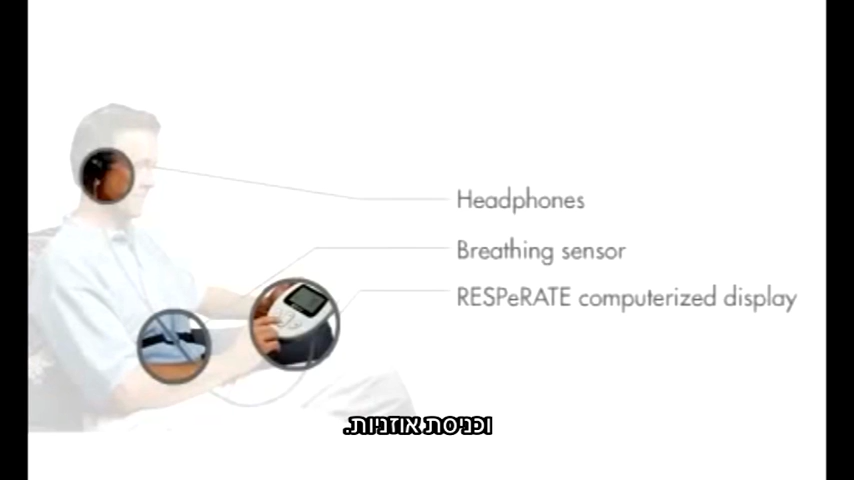 Headphones
Breathing sensor
RESPeRATE computerized display
וכניסת אוזניות.